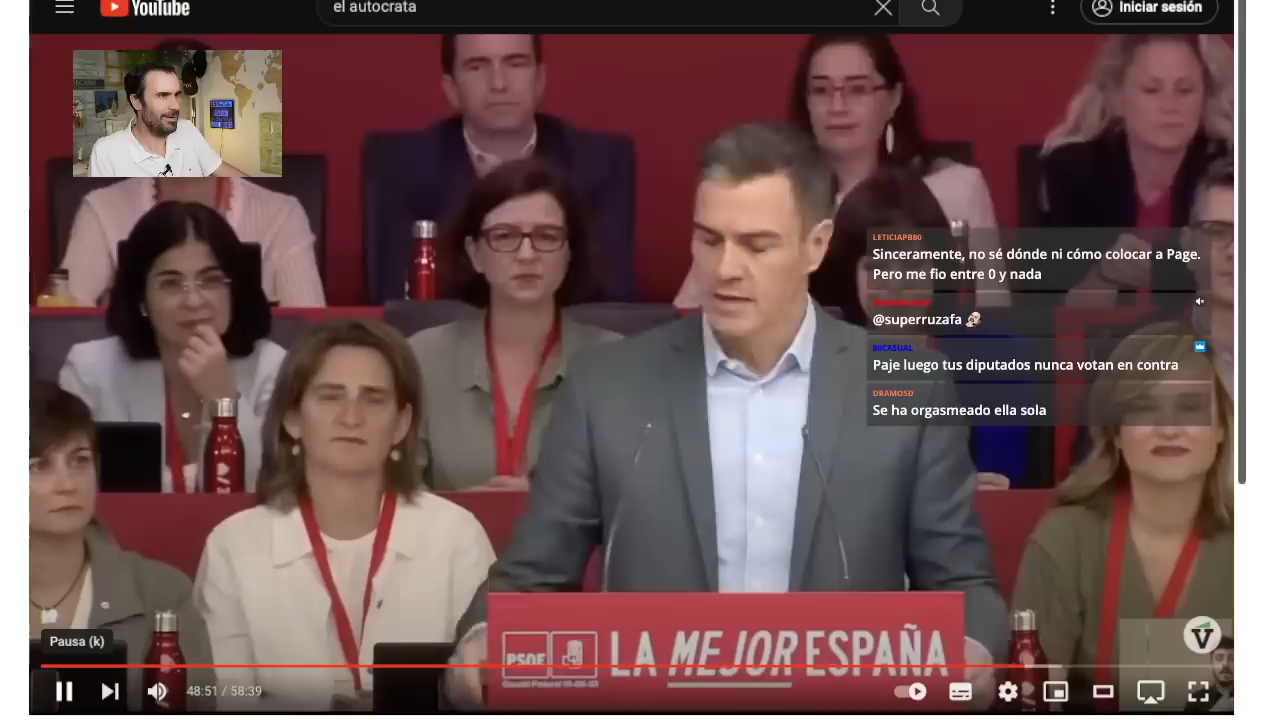 YouTube
el autocrata
Iniciar sesión
LETICIAPB80
Sinceramente, no sé dónde ni cómo colocar a Page.
Pero me fio entre 0 y nada
@superruzafa
80CASUAL
Paje luego tus diputados nunca votan en contra
DRAMOSD
Se ha orgasmeado ella sola
Pausa (k)
PSOE
LA MEJOR ESPAÑA
V
48:51 / 58:39